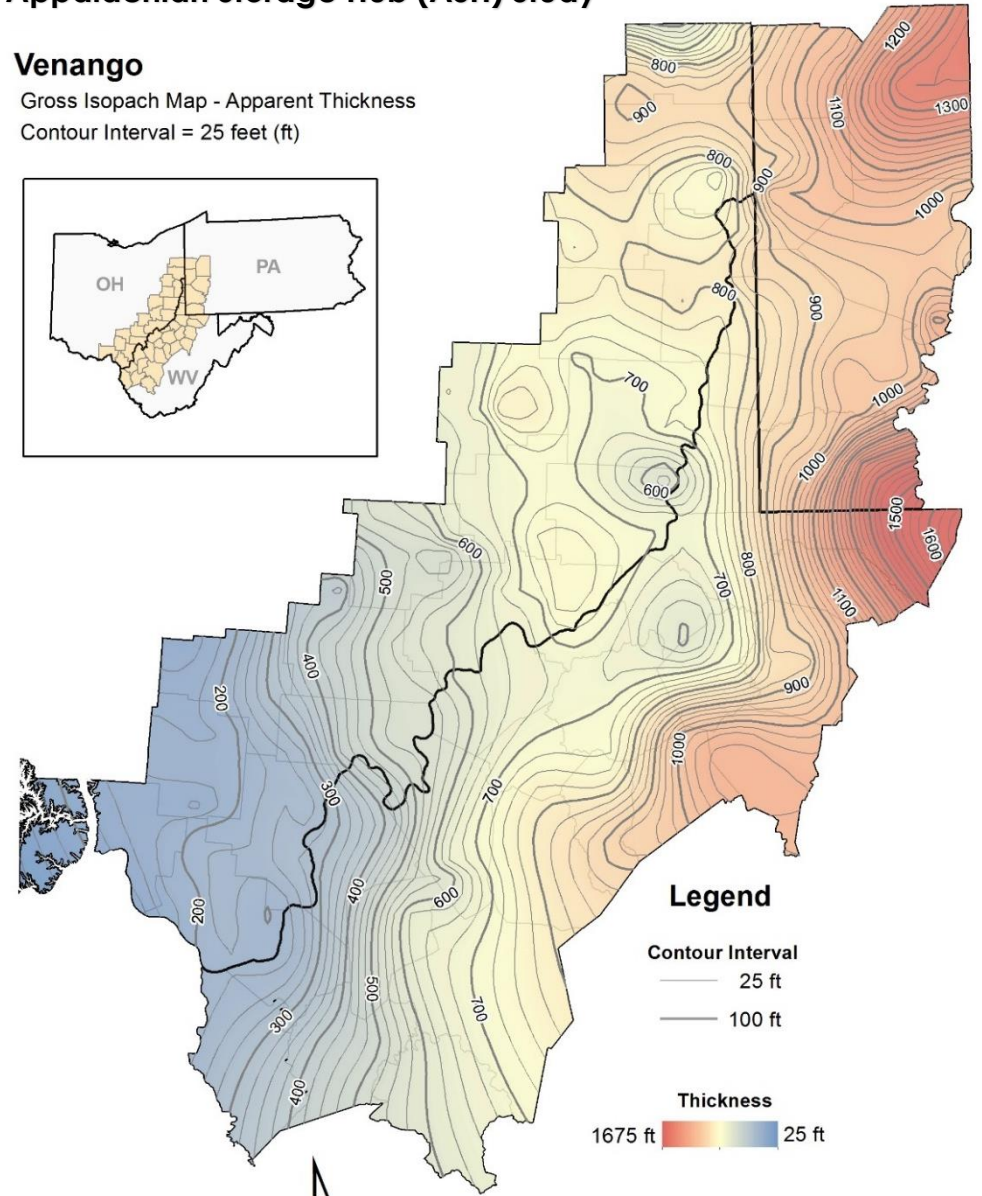 Appalachian Storage Hub (ASH) Study
Venango
Gross Isopach Map - Apparent Thickness
Contour Interval = 25 feet (ft)
OH
PA
WV
1200
800
1100
1300
900
800
900
1000
800
900
700
1000
1000
600
1500
1600
600
800
500
700
1100
400
900
200
1000
300
700
400
600
200
500
700
300
400
Legend
Contour Interval
25 ft
100 ft
Thickness
1675 ft
25 ft